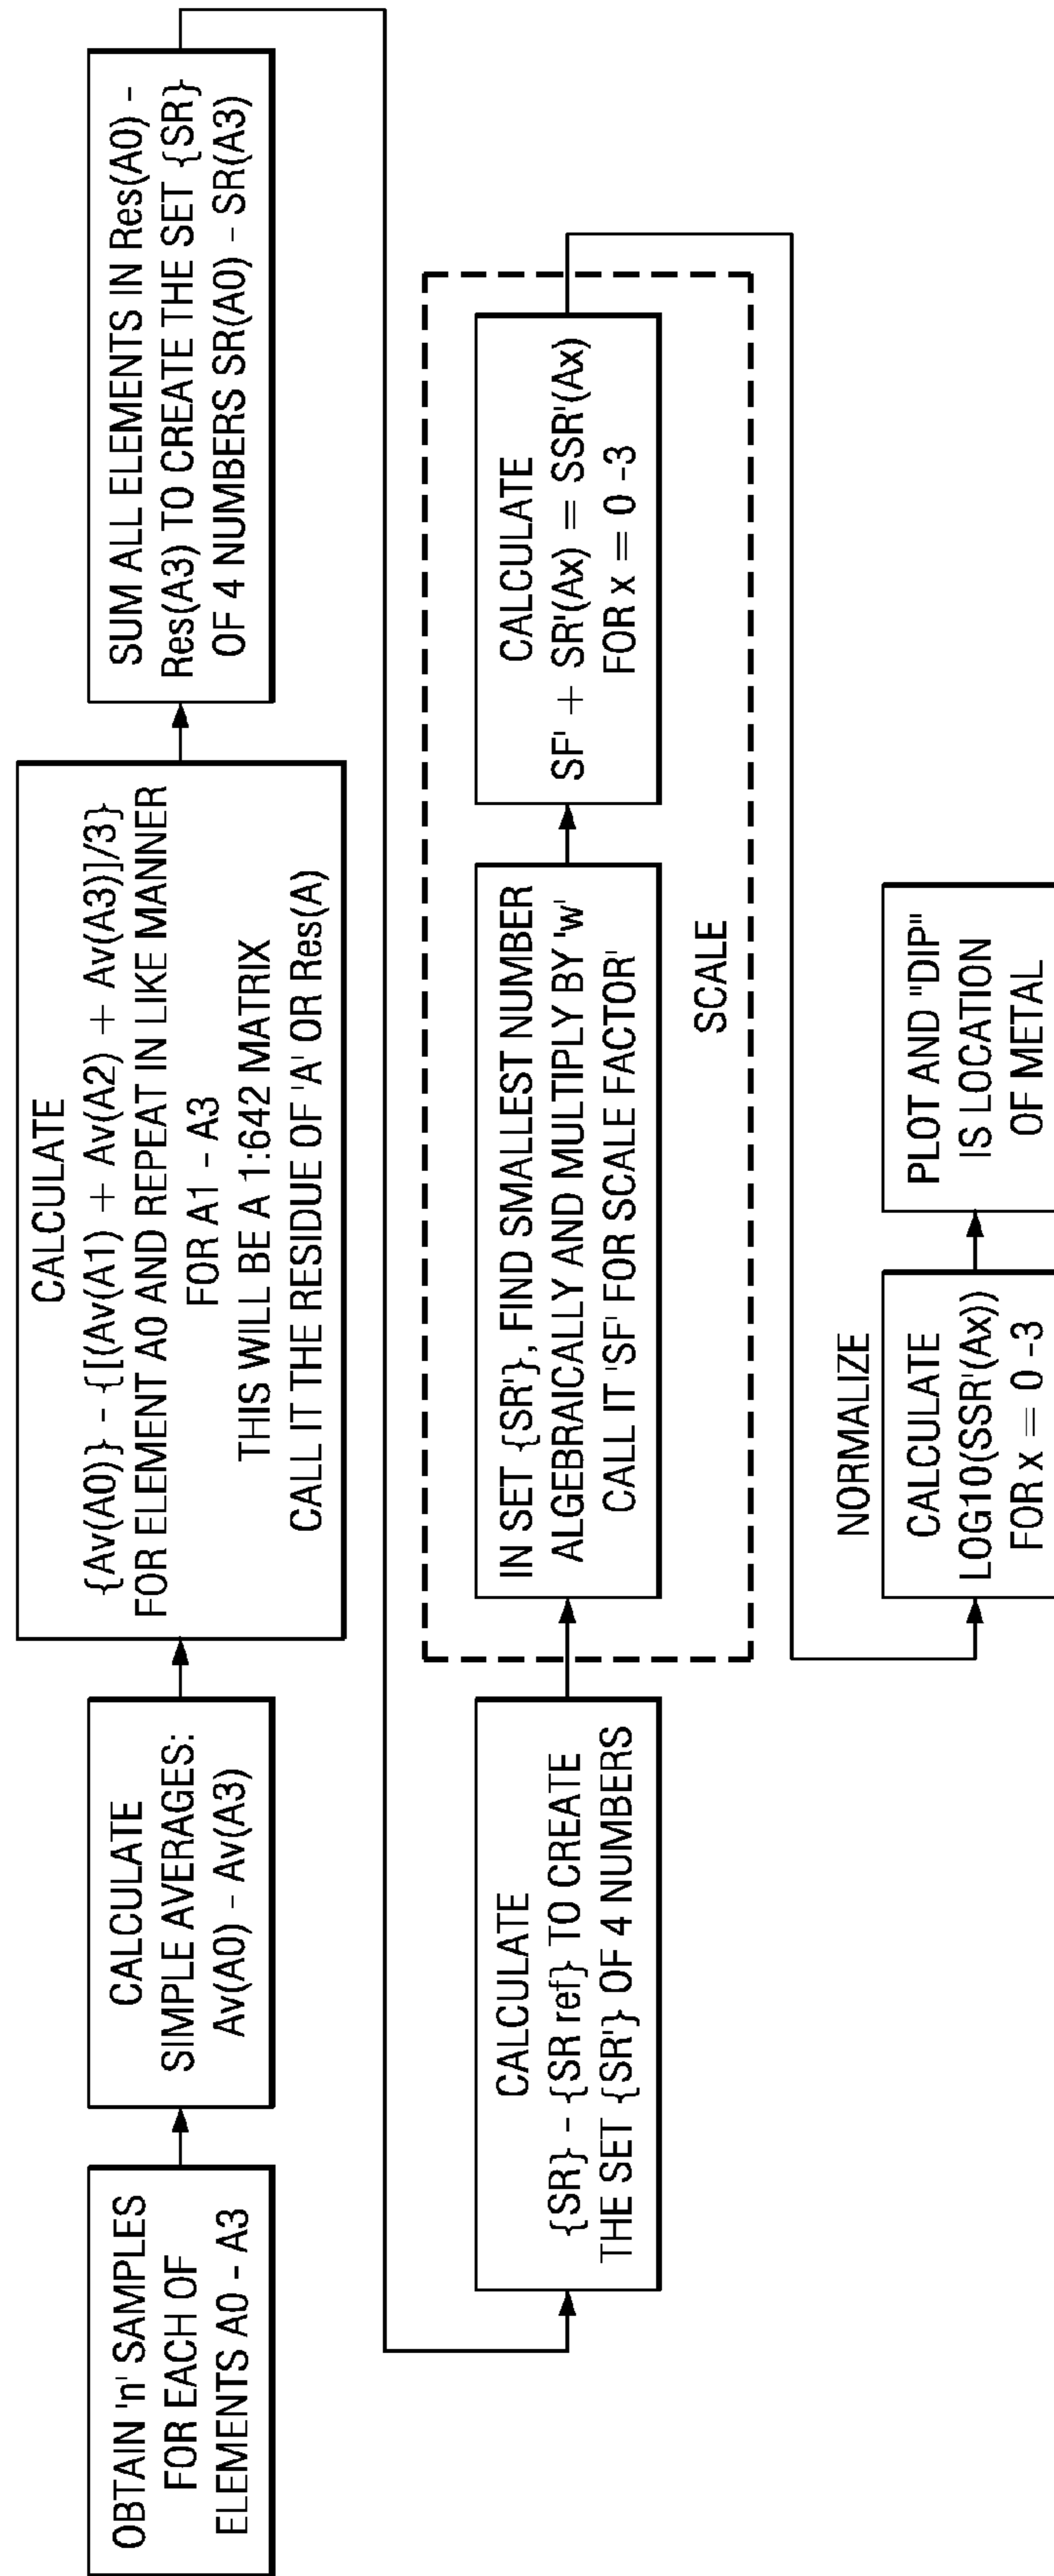 OBTAIN 'n' SAMPLES
FOR EACH OF
ELEMENTS A0 - A3
CALCULATE
SIMPLE AVERAGES:
Av(A0) - Av(A3)
CALCULATE
{Av(A0)} - {[(Av(A1) + Av(A2) + Av(A3)]/3}
FOR ELEMENT A0 AND REPEAT IN LIKE MANNER
FOR A1 - A3
THIS WILL BE A 1:642 MATRIX
CALL IT THE RESIDUE OF 'A' OR Res(A)
SUM ALL ELEMENTS IN Res(A0) -
Res(A3) TO CREATE THE SET {SR}
OF 4 NUMBERS SR(A0) - SR(A3)
CALCULATE
{SR} - {SR ref} TO CREATE
THE SET {SR'} OF 4 NUMBERS
IN SET {SR'}, FIND SMALLEST NUMBER
ALGEBRAICALLY AND MULTIPLY BY 'w'
CALL IT 'SF' FOR SCALE FACTOR'
CALCULATE
SF' + SR'(Ax) = SSR'(Ax)
FOR x = 0 -3
SCALE
NORMALIZE
CALCULATE
LOG10(SSR'(Ax))
FOR x = 0 -3
PLOT AND "DIP"
IS LOCATION
OF METAL